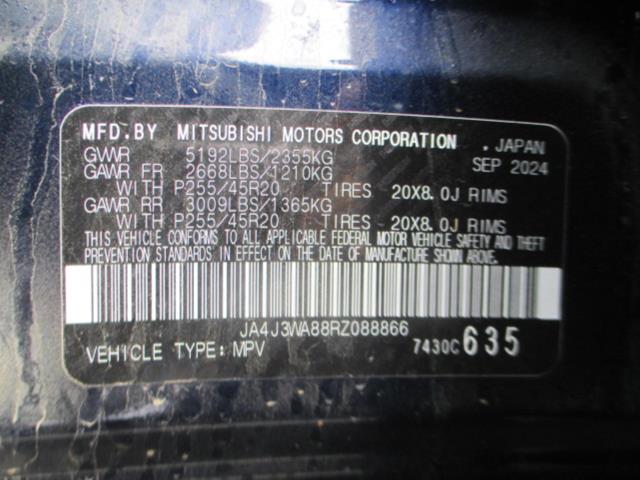 MFD.BY MITSUBISHI MOTORS CORPORATION . JAPAN
GVWR 5192LBS/2355KG SEP 2024
GAWR FR 2668LBS/1210KG
WITH P255/45R20 TIRES 20X8.0J RIMS
GAWR RR 3009LBS/1365KG
WITH P255/45R20 TIRES 20X8.0J RIMS
THIS VEHICLE CONFORMS TO ALL APPLICABLE FEDERAL MOTOR VEHICLE SAFETY AND THEFT
PREVENTION STANDARDS IN EFFECT ON THE DATE OF MANUFACTURE SHOWN ABOVE.
JA4J3WA88RZ088866
VEHICLE TYPE: MPV 7430C 635